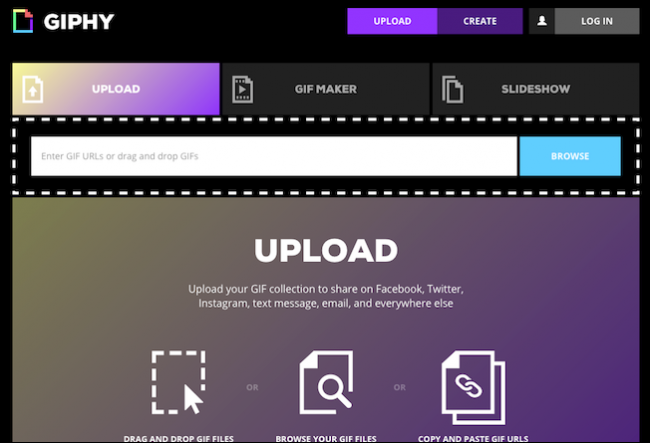 GIPHY
UPLOAD
CREATE
LOG IN
UPLOAD
GIF MAKER
SLIDESHOW
Enter GIF URLs or drag and drop GIFs
BROWSE
UPLOAD
Upload your GIF collection to share on Facebook, Twitter,
Instagram, text message, email, and everywhere else
OR
OR
DRAG AND DROP GIF FILES
BROWSE YOUR GIF FILES
COPY AND PASTE GIF URLS